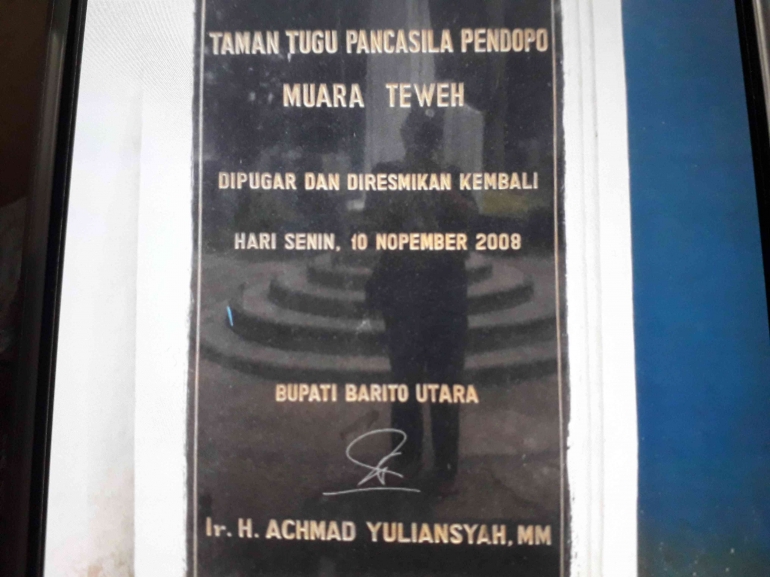 TAMAN TUGU PANCASILA PENDOPO
MUARA TEWEH
DIPUGAR DAN DIRESMIKAN KEMBALI
HARI SENIN, 10 NOPEMBER 2008
BUPATI BARITO UTARA
Ir. H. ACHMAD YULIANSYAH, MM